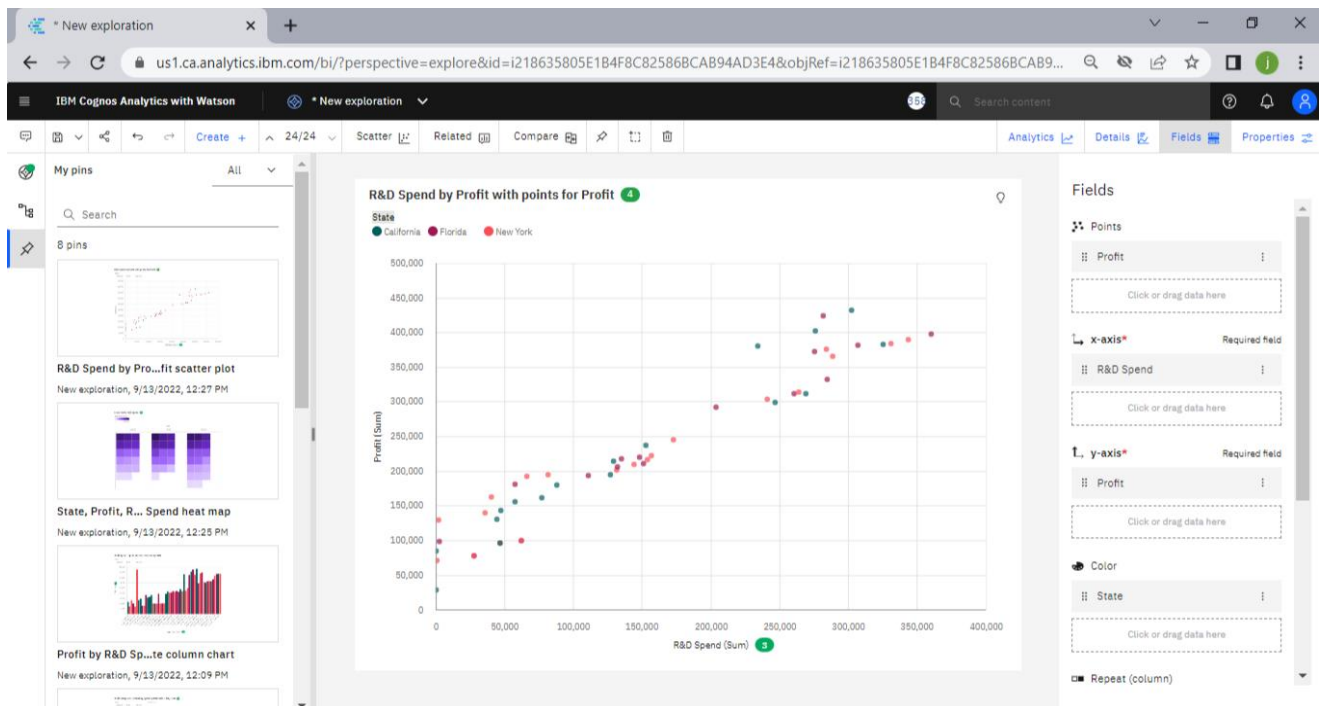 * New exploration
us1.ca.analytics.ibm.com/bi/?perspective=explore&id=i218635805E1B4F8C82586BCAB94AD3E4&objRef=i218635805E1B4F8C82586BCAB9...
j
IBM Cognos Analytics with Watson
* New exploration
Search content
Create +
24/24
Scatter
Related
Compare
Analytics
Details
Fields
Properties
My pins
All
Search
8 pins
R&D Spend by Pro...fit scatter plot
New exploration, 9/13/2022, 12:27 PM
State, Profit, R... Spend heat map
New exploration, 9/13/2022, 12:25 PM
Profit by R&D Sp...te column chart
New exploration, 9/13/2022, 12:09 PM
R&D Spend by Profit with points for Profit 4
State
California Florida New York
500,000
450,000
400,000
350,000
300,000
250,000
200,000
150,000
100,000
50,000
0
Profit (Sum)
0 50,000 100,000 150,000 200,000 250,000 300,000 350,000 400,000
R&D Spend (Sum) 3
Fields
Points
Profit
Click or drag data here
x-axis* Required field
R&D Spend
Click or drag data here
y-axis* Required field
Profit
Click or drag data here
Color
State
Click or drag data here
Repeat (column)